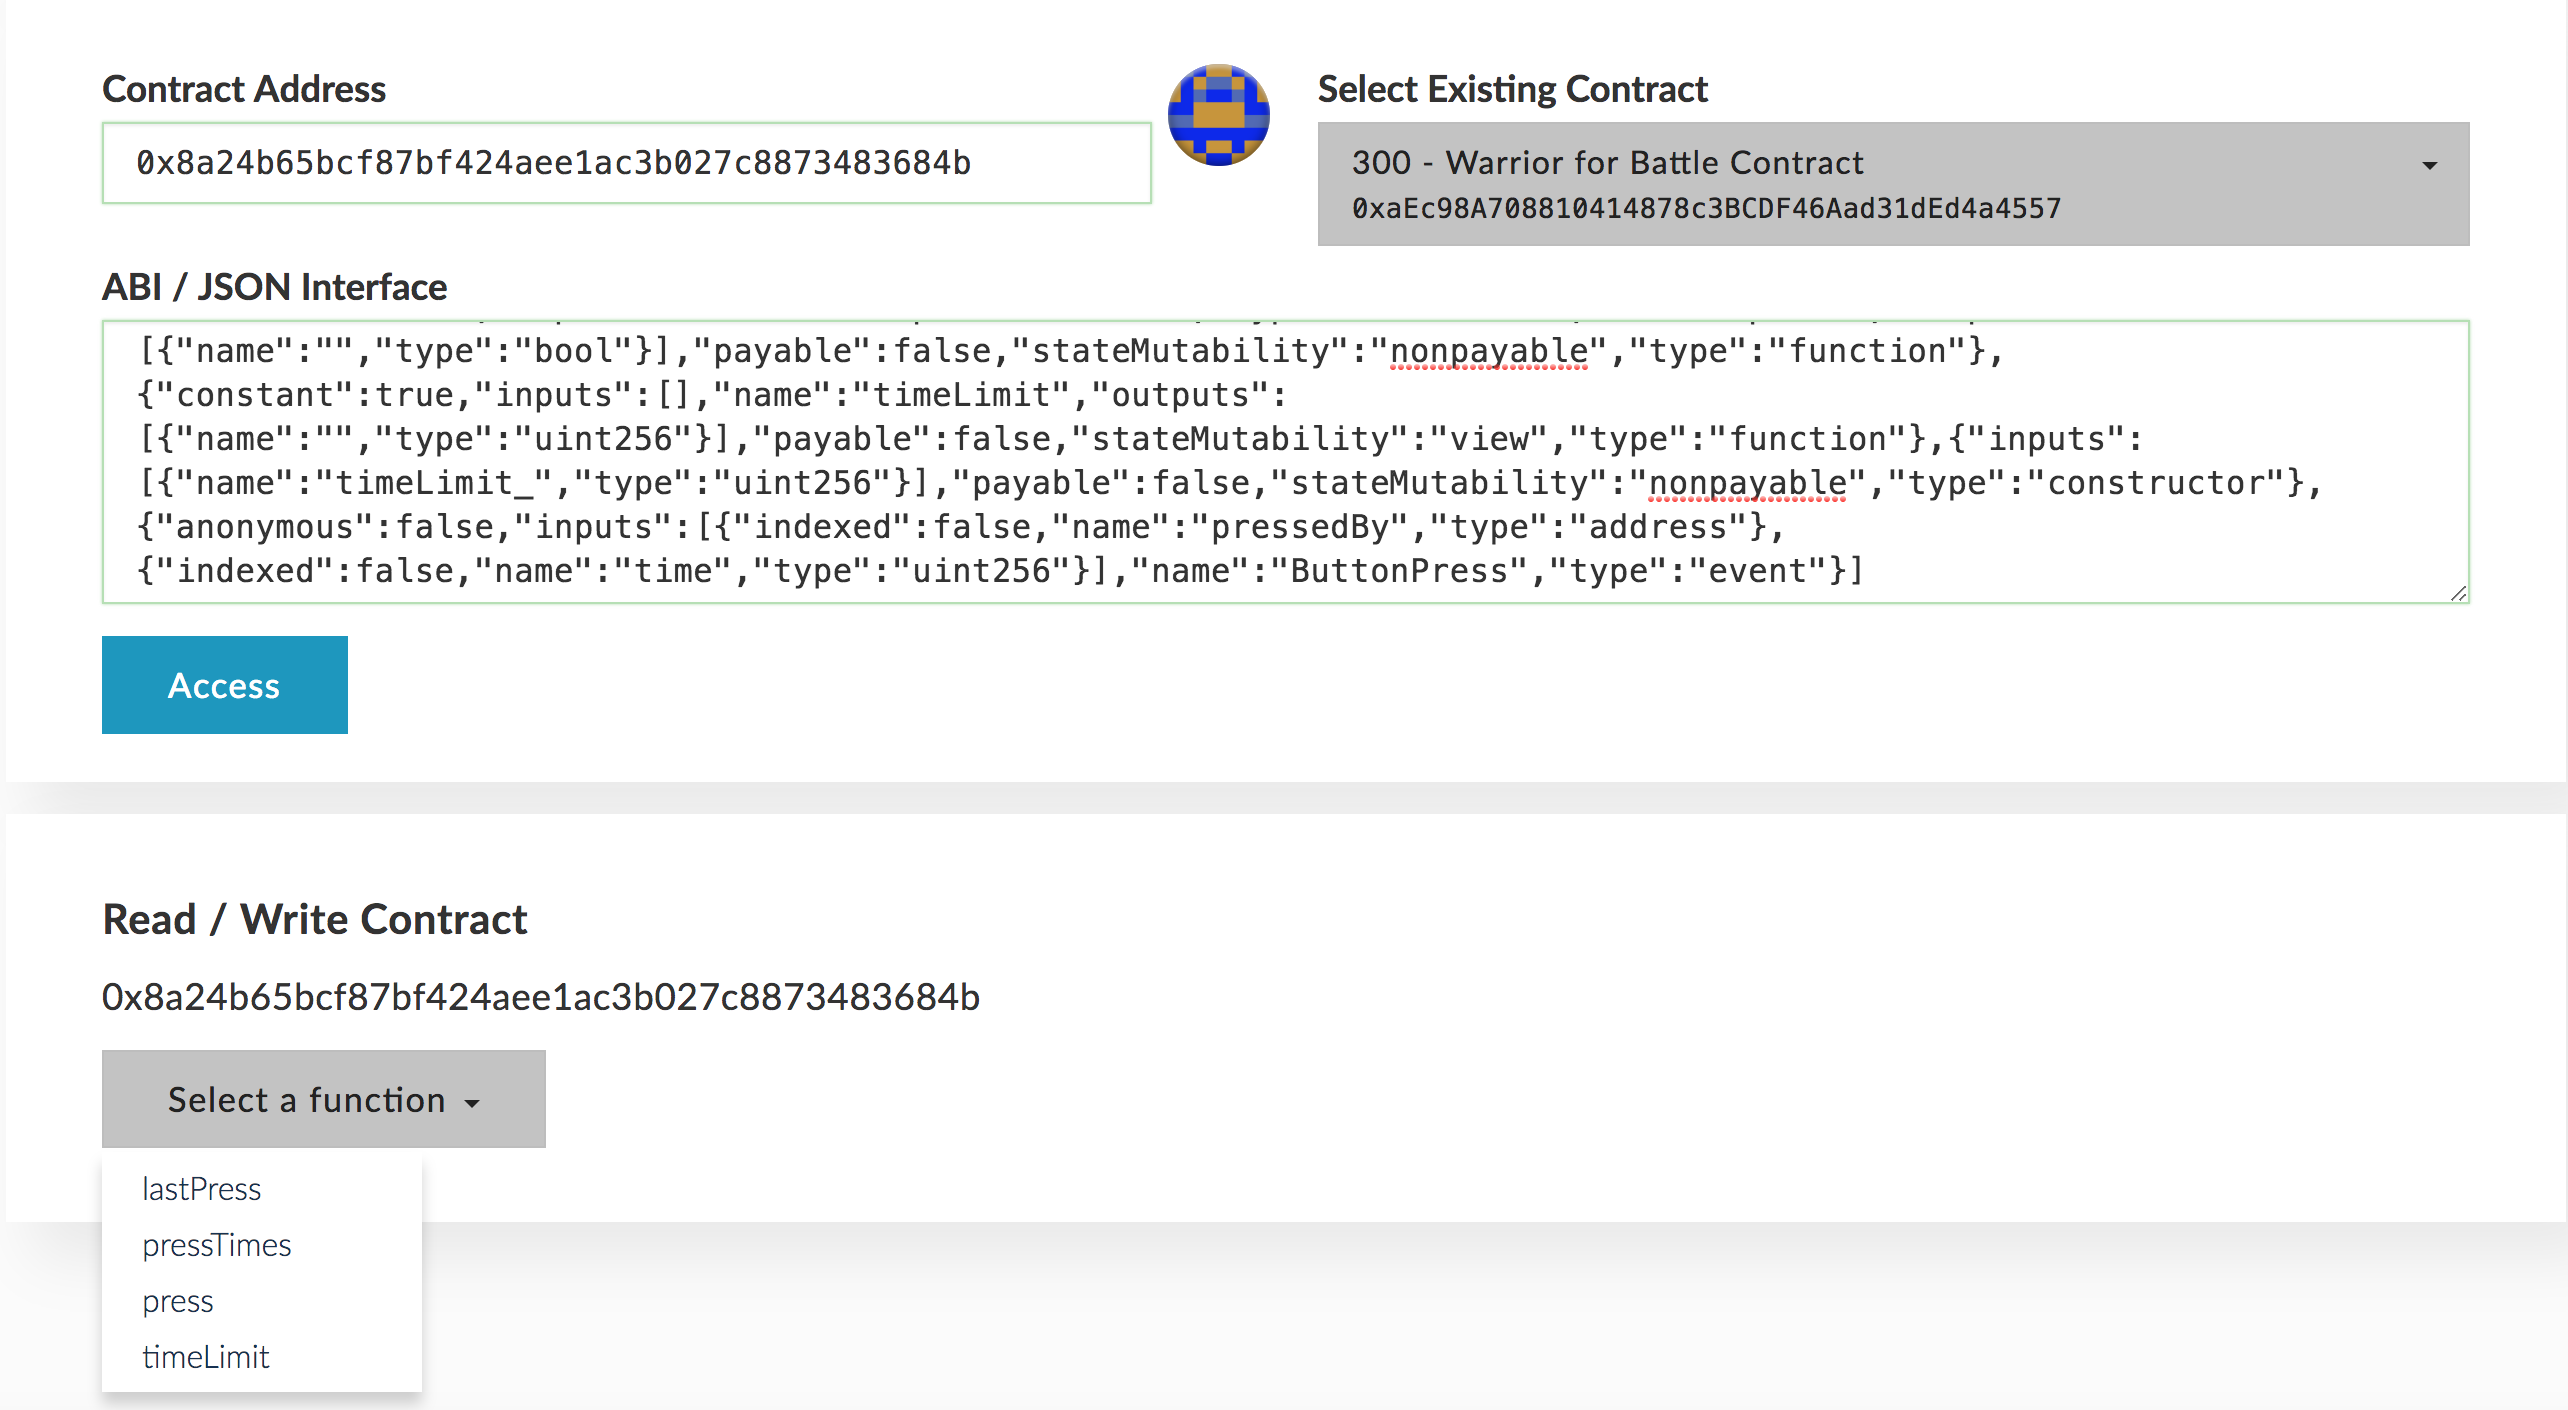 Contract Address
0x8a24b65bcf87bf424aee1ac3b027c8873483684b
Select Existing Contract
300 - Warrior for Battle Contract
0xaEc98A708810414878c3BCDF46Aad31dEd4a4557
ABI / JSON Interface
[{"name":"","type":"bool"}],"payable":false,"stateMutability":"nonpayable","type":"function"},
{"constant":true,"inputs":[],"name":"timeLimit","outputs":
[{"name":"","type":"uint256"}],"payable":false,"stateMutability":"view","type":"function"},{"inputs":
[{"name":"timeLimit_","type":"uint256"}],"payable":false,"stateMutability":"nonpayable","type":"constructor"},
{"anonymous":false,"inputs":[{"indexed":false,"name":"pressedBy","type":"address"},
{"indexed":false,"name":"time","type":"uint256"}],"name":"ButtonPress","type":"event"}]
Access
Read / Write Contract
0x8a24b65bcf87bf424aee1ac3b027c8873483684b
Select a function
lastPress
pressTimes
press
timeLimit